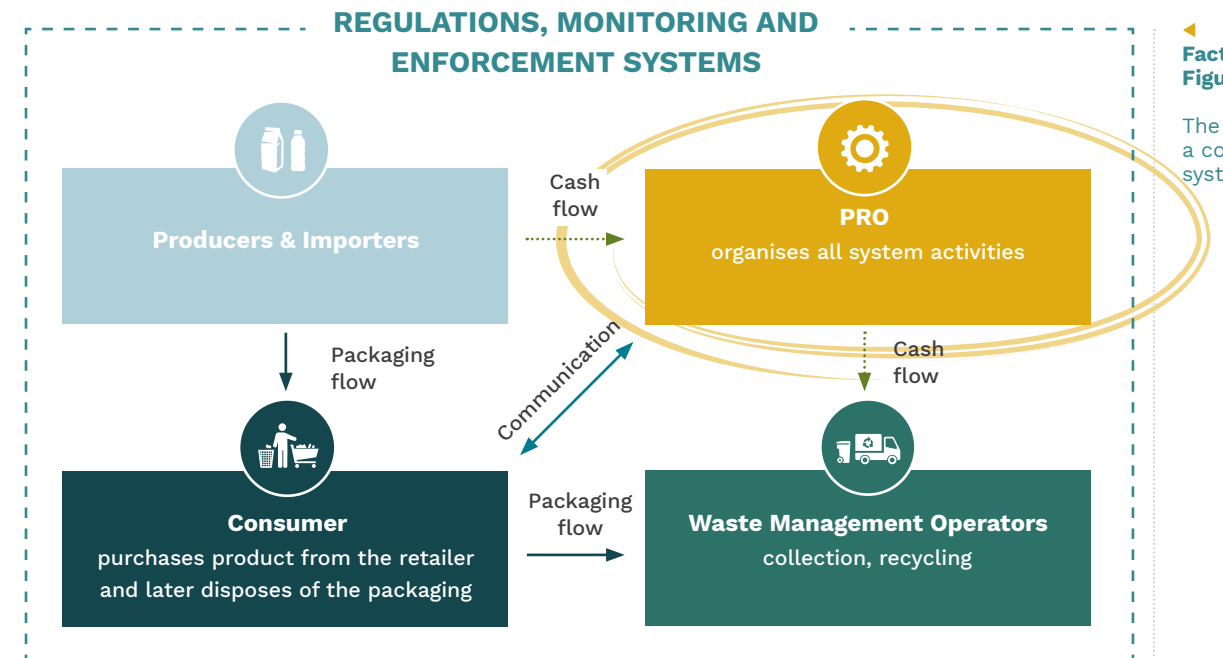 REGULATIONS, MONITORING AND
ENFORCEMENT SYSTEMS
Producers & Importers
Cash
flow
PRO
organises all system activities
Packaging
flow
Communication
Cash
flow
Consumer
purchases product from the retailer
and later disposes of the packaging
Packaging
flow
Waste Management Operators
collection, recycling
The
a